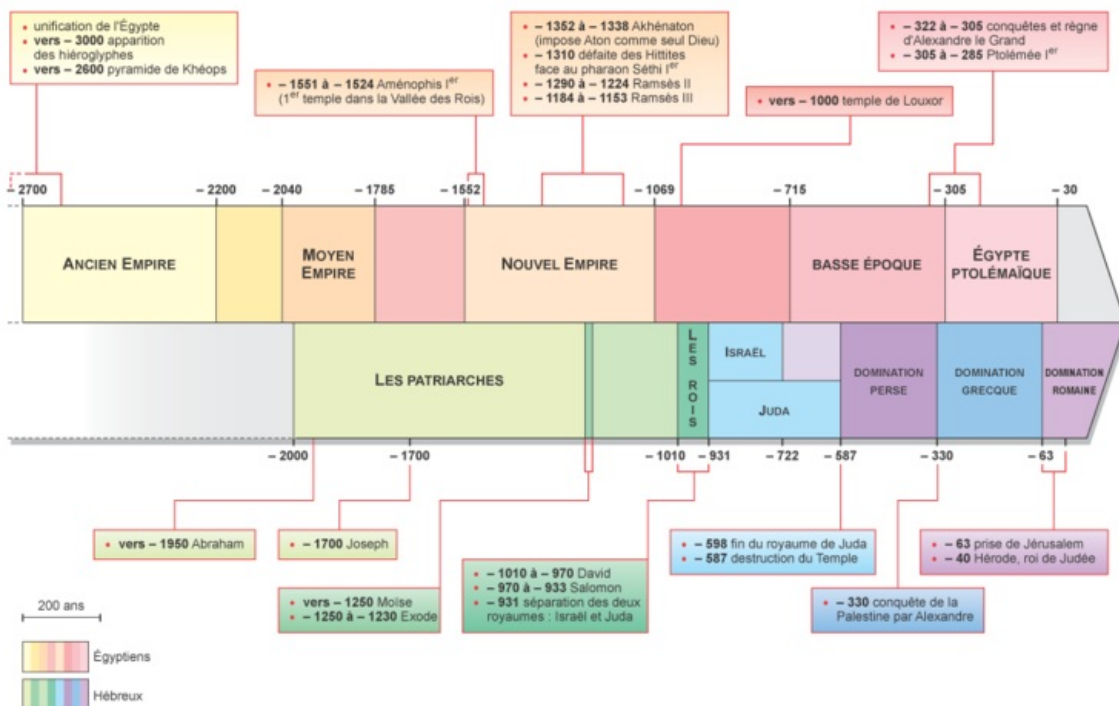 • unification de l'Égypte
• vers – 3000 apparition
des hiéroglyphes
• vers – 2600 pyramide de Khéops
• – 1551 à – 1524 Aménophis Ier
(1er temple dans la Vallée des Rois)
• – 1352 à – 1338 Akhénaton
(impose Aton comme seul Dieu)
• – 1310 défaite des Hittites
face au pharaon Séthi Ier
• – 1290 à – 1224 Ramsès II
• – 1184 à – 1153 Ramsès III
• vers – 1000 temple de Louxor
• – 322 à – 305 conquêtes et règne
d'Alexandre le Grand
• – 305 à – 285 Ptolémée Ier
– 2700 – 2200 – 2040 – 1785 – 1552 – 1069 – 715 – 305 – 30
ANCIEN EMPIRE
MOYEN
EMPIRE
NOUVEL EMPIRE
BASSE ÉPOQUE
ÉGYPTE
PTOLÉMAÏQUE
LES PATRIARCHES
LES ROIS
ISRAËL
JUDA
DOMINATION
PERSE
DOMINATION
GRECQUE
DOMINATION
ROMAINE
– 2000 – 1700 – 1010 – 931 – 722 – 587 – 330 – 63
• vers – 1950 Abraham
• – 1700 Joseph
• vers – 1250 Moïse
• – 1250 à – 1230 Exode
• – 1010 à – 970 David
• – 970 à – 933 Salomon
• – 931 séparation des deux
royaumes : Israël et Juda
• – 598 fin du royaume de Juda
• – 587 destruction du Temple
• – 330 conquête de la
Palestine par Alexandre
• – 63 prise de Jérusalem
• – 40 Hérode, roi de Judée
200 ans
Égyptiens
Hébreux